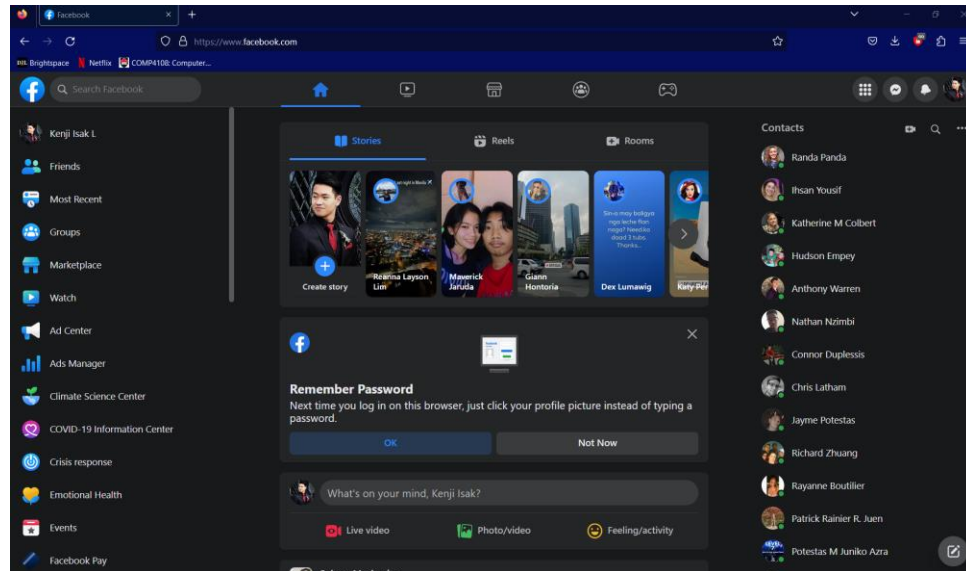 Facebook
https://www.facebook.com
Brightspace
Netflix
COMP4108: Computer...
Search Facebook
Kenji Isak L
Friends
Most Recent
Groups
Marketplace
Watch
Ad Center
Ads Manager
Climate Science Center
COVID-19 Information Center
Crisis response
Emotional Health
Events
Facebook Pay
Stories
Reels
Rooms
Create story
Reanna Layson
Lim
Maverick
Jaruda
Giann
Hontoria
Dex Lumawig
Katy Per
Remember Password
Next time you log in on this browser, just click your profile picture instead of typing a
password.
OK
Not Now
What's on your mind, Kenji Isak?
Live video
Photo/video
Feeling/activity
Contacts
Randa Panda
Ihsan Yousif
Katherine M Colbert
Hudson Empey
Anthony Warren
Nathan Nzimbi
Connor Duplessis
Chris Latham
Jayme Potestas
Richard Zhuang
Rayanne Boutilier
Patrick Rainier R. Juen
Potestas M Juniko Azra